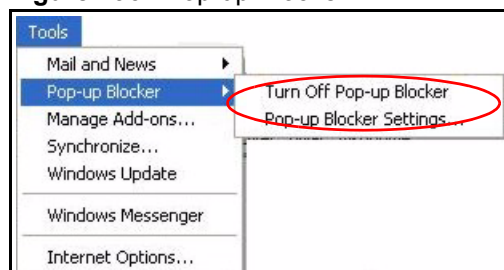 Tools
Mail and News
Pop-up Blocker
Turn Off Pop-up Blocker
Manage Add-ons...
Pop-up Blocker Settings...
Synchronize...
Windows Update
Windows Messenger
Internet Options...